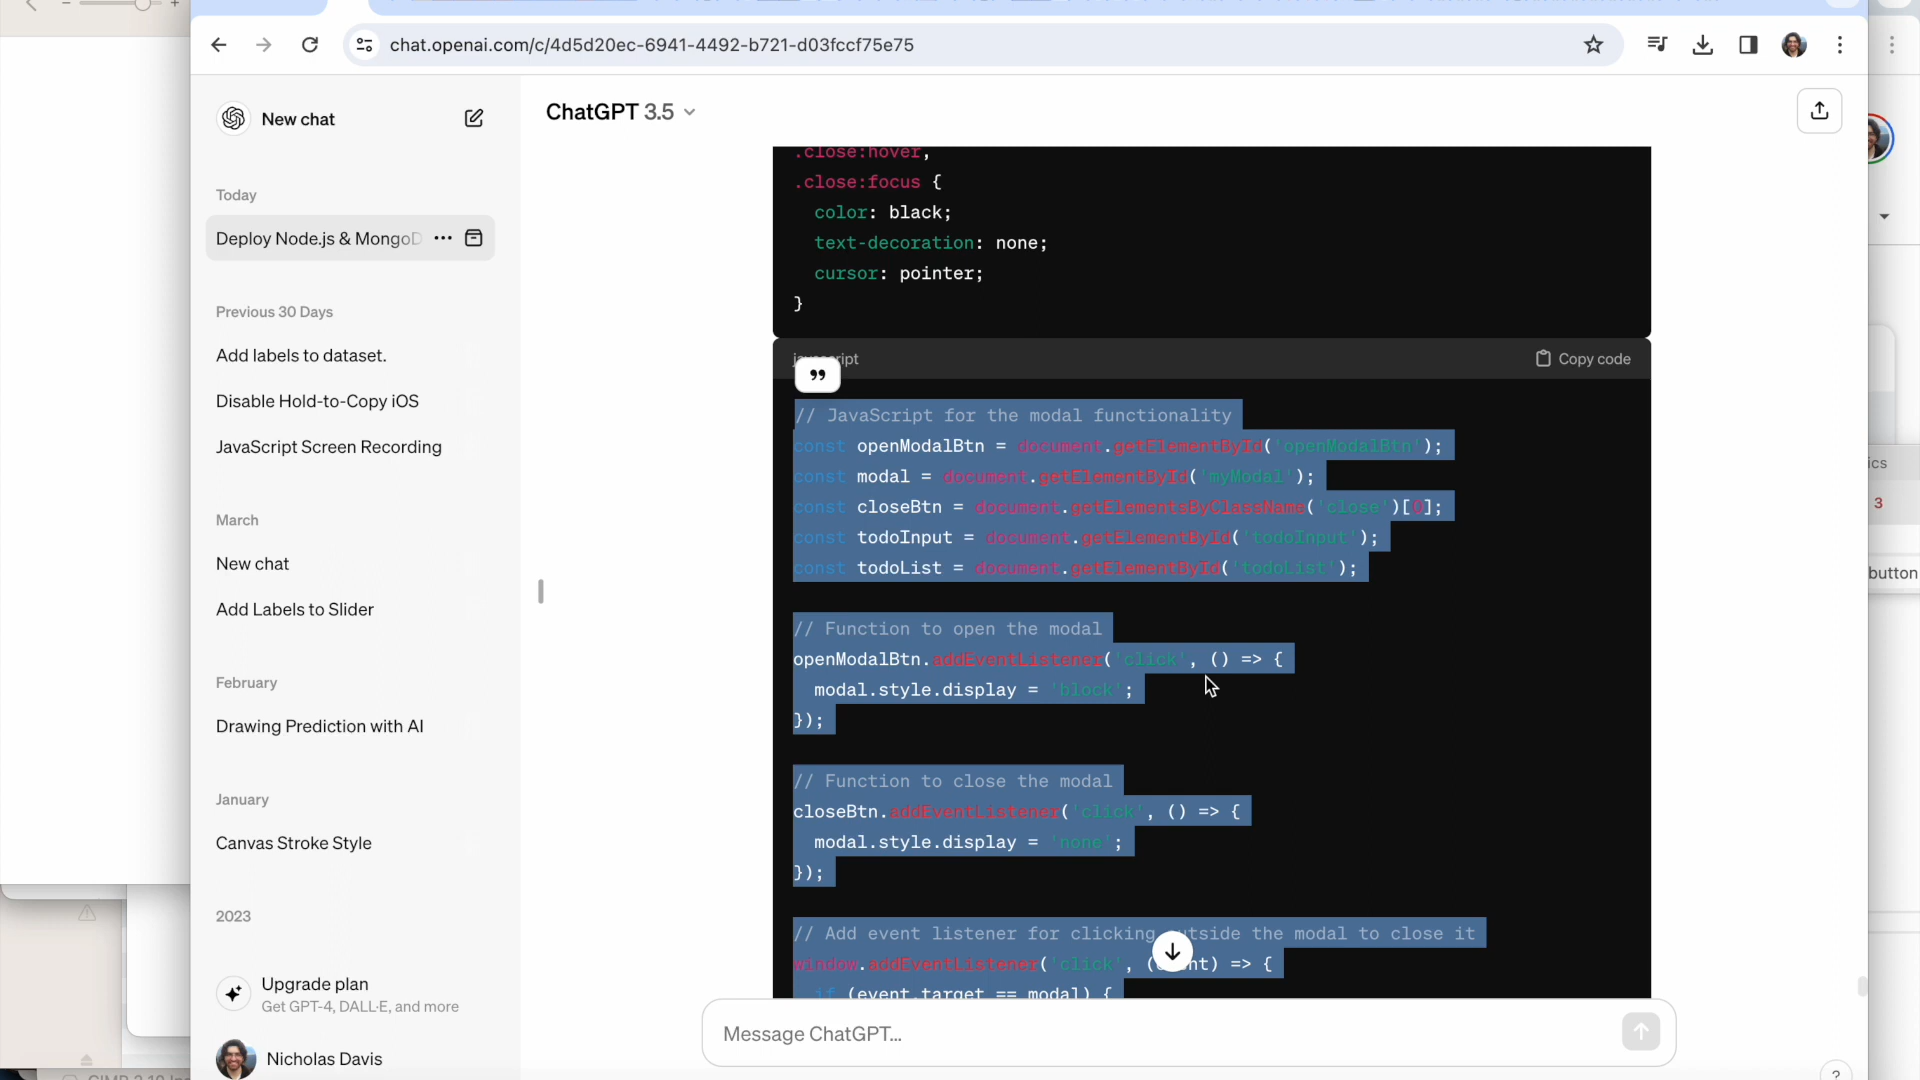 chat.openai.com/c/4d5d20ec-6941-4492-b721-d03fccf75e75
New chat
ChatGPT 3.5
Today
Deploy Node.js & MongoD
Previous 30 Days
Add labels to dataset.
Disable Hold-to-Copy iOS
JavaScript Screen Recording
March
New chat
Add Labels to Slider
February
Drawing Prediction with AI
January
Canvas Stroke Style
2023
Upgrade plan
Get GPT-4, DALL·E, and more
Nicholas Davis
.close:hover,
.close:focus {
color: black;
text-decoration: none;
cursor: pointer;
}
Copy code
// JavaScript for the modal functionality
const openModalBtn = document.getElementById('openModalBtn');
const modal = document.getElementById('myModal');
const closeBtn = document.getElementsByClassName('close')[0];
const todoInput = document.getElementById('todoInput');
const todoList = document.getElementById('todoList');
// Function to open the modal
openModalBtn.addEventListener('click', () => {
modal.style.display = 'block';
});
// Function to close the modal
closeBtn.addEventListener('click', () => {
modal.style.display = 'none';
});
// Add event listener for clicking outside the modal to close it
window.addEventListener('click', (event) => {
if (event.target == modal) {
Message ChatGPT...
?
ics
3
button